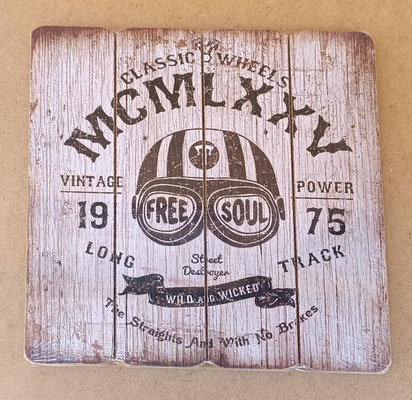 CLASSIC WHEELS
MCMLXXV
VINTAGE POWER
19 75
FREE SOUL
LONG TRACK
Street
Destroyer
WILD AND WICKED
The Straights And With No Brakes